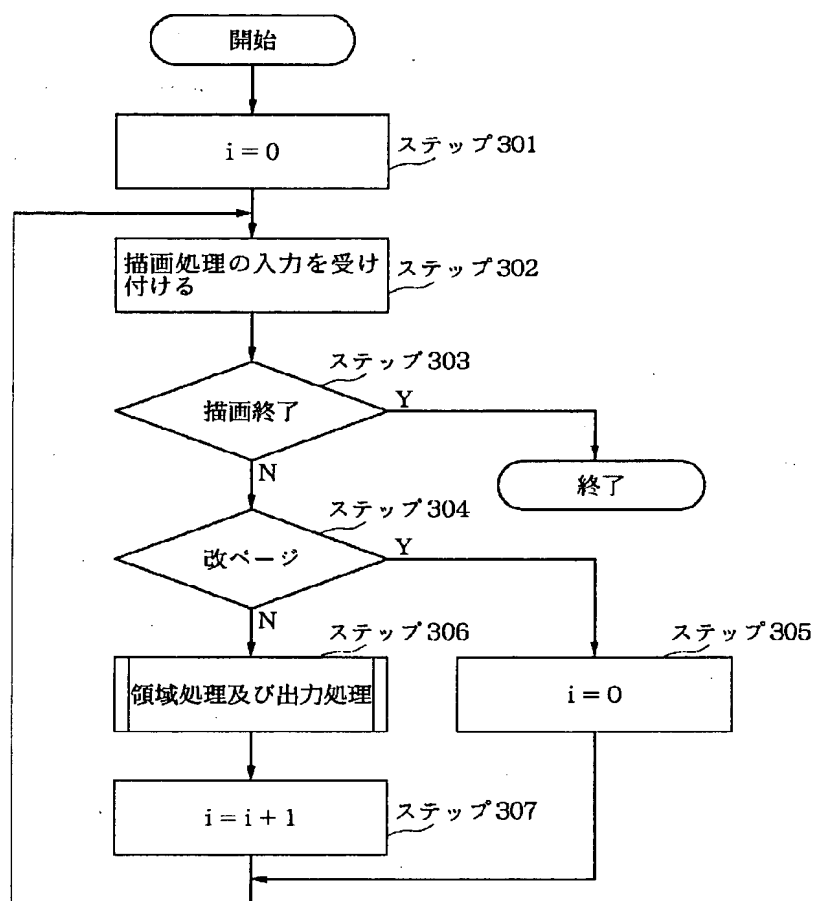 開始
i = 0
ステップ301
描画処理の入力を受け
付ける
ステップ302
ステップ303
描画終了
Y
N
終了
ステップ304
改ページ
Y
N
ステップ306
領域処理及び出力処理
ステップ305
i = 0
i = i + 1
ステップ307